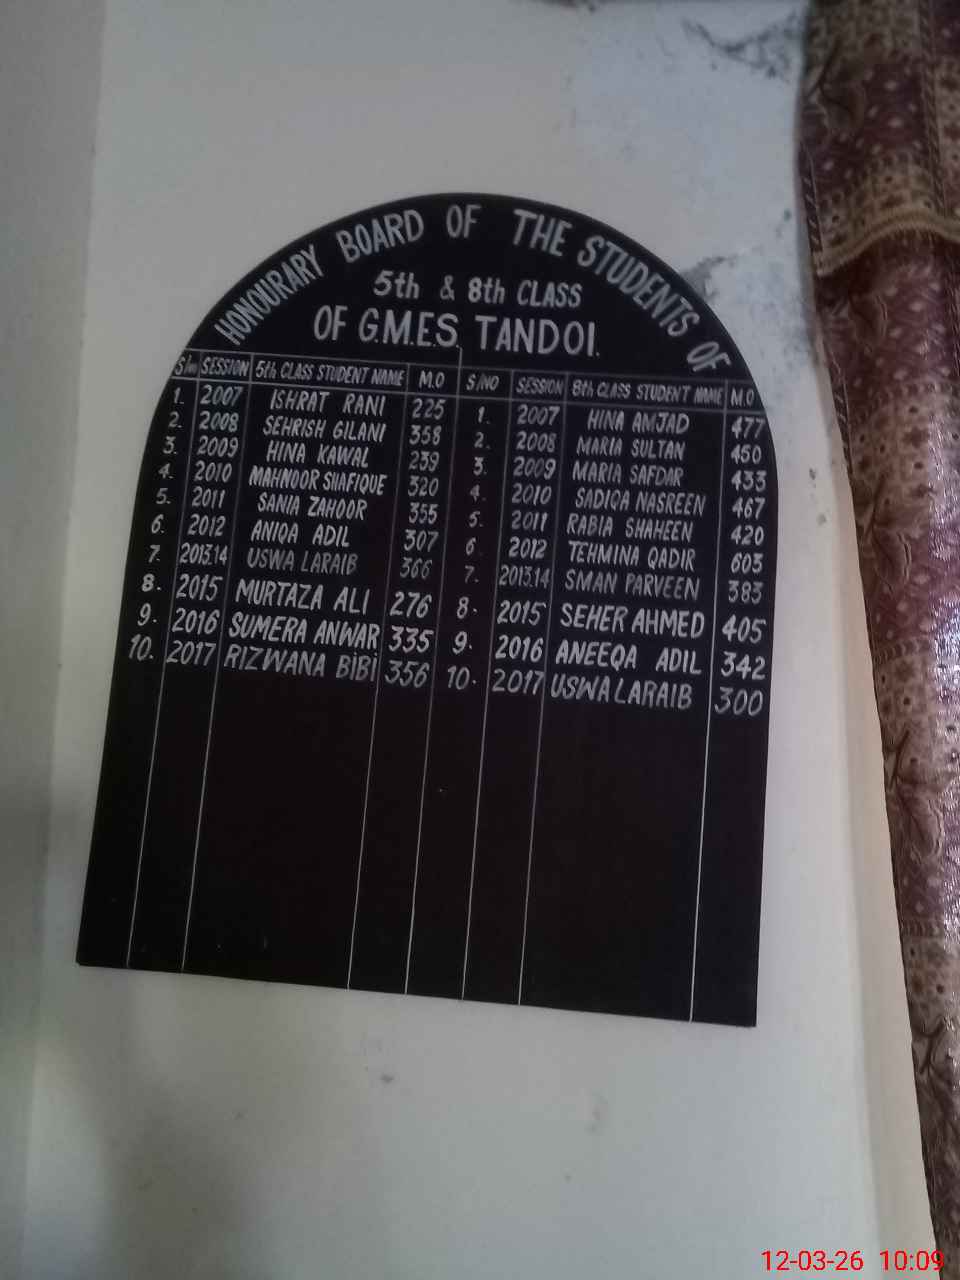 HONOURARY BOARD OF THE STUDENTS OF
5th & 8th CLASS
OF G.M.E.S. TANDOI.
S/no SESSION 5th CLASS STUDENT NAME M.O S/NO SESSION 8th CLASS STUDENT NAME M.O
1. 2007 ISHRAT RANI 225 1. 2007 HINA AMJAD 477
2. 2008 SEHRISH GILANI 358 2. 2008 MARIA SULTAN 450
3. 2009 HINA KAWAL 239 3. 2009 MARIA SAFDAR 433
4. 2010 MAHNOOR SHAFIQUE 320 4. 2010 SADIQA NASREEN 467
5. 2011 SANIA ZAHOOR 355 5. 2011 RABIA SHAHEEN 420
6. 2012 ANIQA ADIL 307 6. 2012 TEHMINA QADIR 603
7. 2013.14 USWA LARAIB 366 7. 2013.14 SMAN PARVEEN 383
8. 2015 MURTAZA ALI 276 8. 2015 SEHER AHMED 405
9. 2016 SUMERA ANWAR 335 9. 2016 ANEEQA ADIL 342
10. 2017 RIZWANA BIBI 356 10. 2017 USWA LARAIB 300
12-03-26 10:09